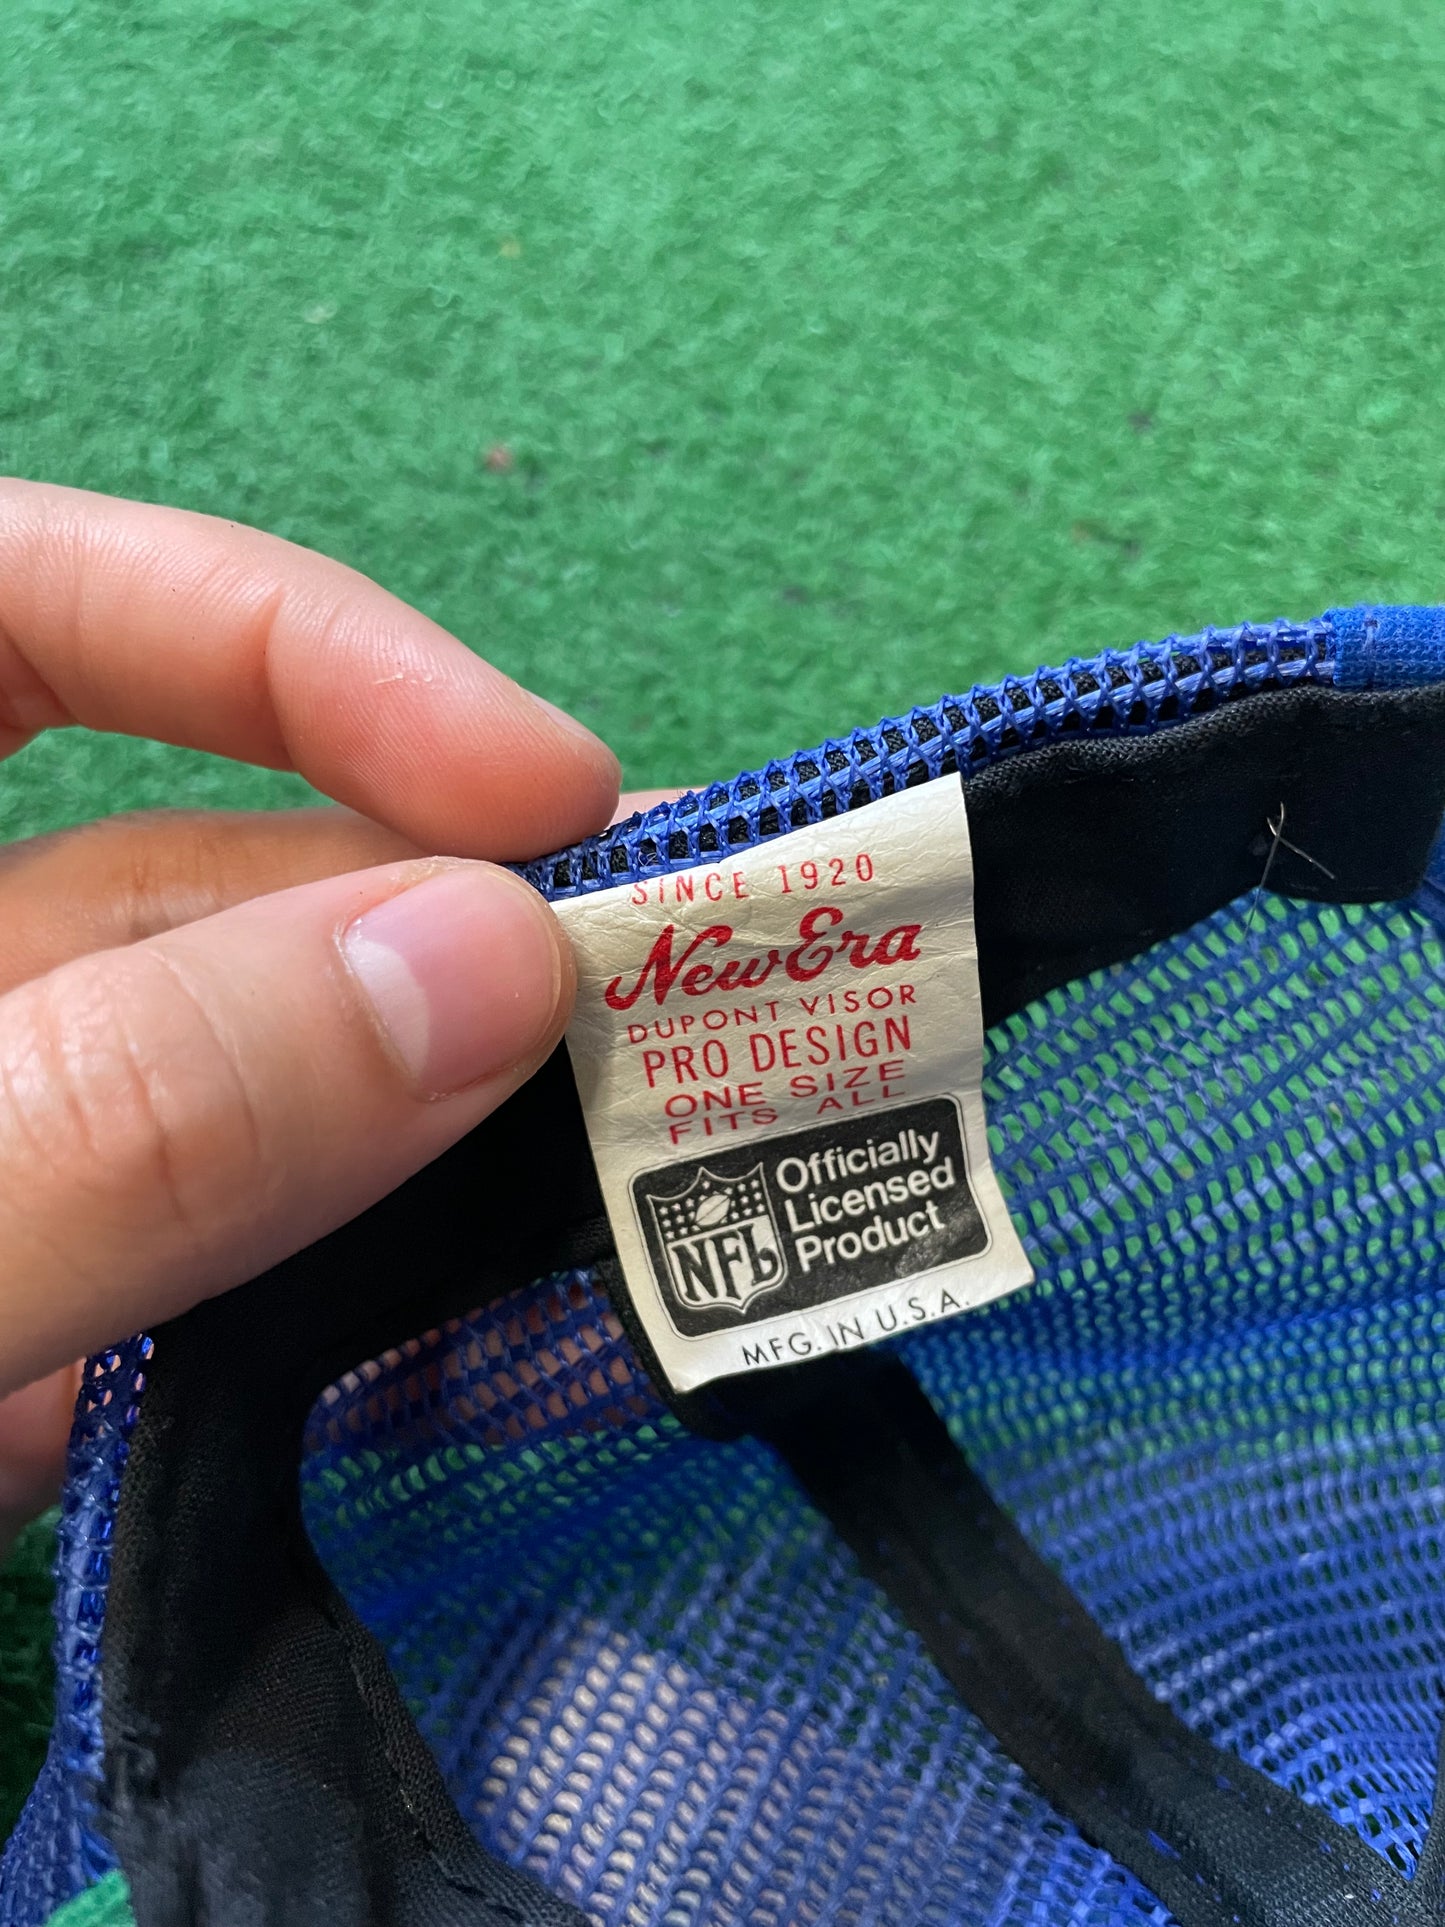 SINCE 1920
New Era
DUPONT VISOR
PRO DESIGN
ONE SIZE
FITS ALL
NFL
Officially
Licensed
Product
MFG. IN U.S.A.